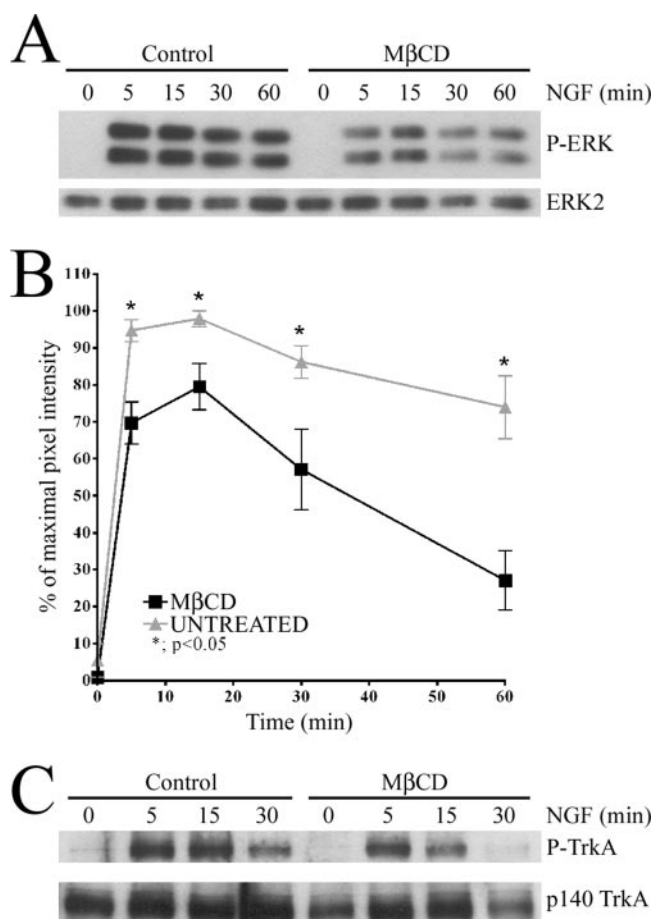 A
Control MβCD
0 5 15 30 60 0 5 15 30 60 NGF (min)
P-ERK
ERK2
B
% of maximal pixel intensity
110
100
90
80
70
60
50
40
30
20
10
0
* * * *
MβCD
UNTREATED
*; p<0.05
0 10 20 30 40 50 60
Time (min)
C
Control MβCD
0 5 15 30 0 5 15 30 NGF (min)
P-TrkA
p140 TrkA